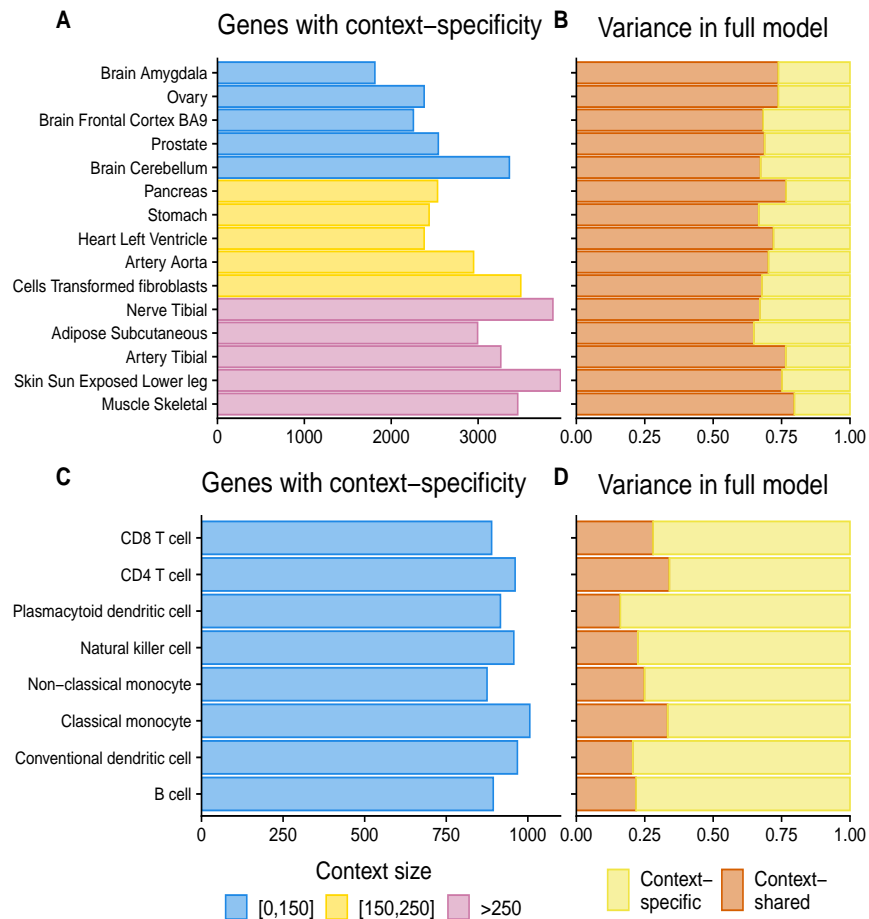 A Genes with context−specificity B Variance in full model
Brain Amygdala
Ovary
Brain Frontal Cortex BA9
Prostate
Brain Cerebellum
Pancreas
Stomach
Heart Left Ventricle
Artery Aorta
Cells Transformed fibroblasts
Nerve Tibial
Adipose Subcutaneous
Artery Tibial
Skin Sun Exposed Lower leg
Muscle Skeletal
0 1000 2000 3000 0.00 0.25 0.50 0.75 1.00
C Genes with context−specificity D Variance in full model
CD8 T cell
CD4 T cell
Plasmacytoid dendritic cell
Natural killer cell
Non−classical monocyte
Classical monocyte
Conventional dendritic cell
B cell
0 250 500 750 1000 0.00 0.25 0.50 0.75 1.00
Context size
[0,150] [150,250] >250
Context−
specific
Context−
shared